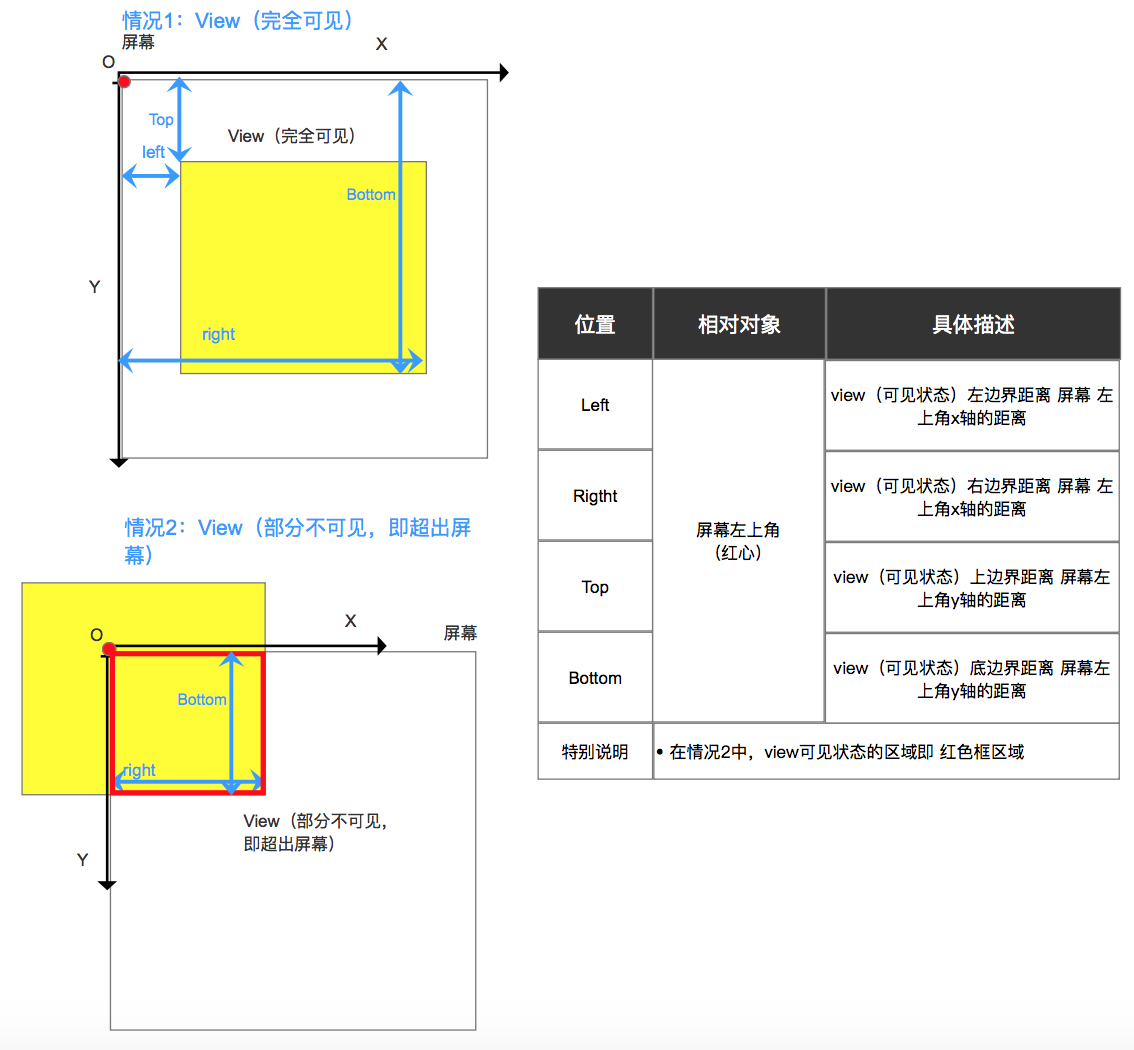 情况1：View（完全可见）
屏幕
X
O
Top
View（完全可见）
left
Bottom
Y
right
情况2：View（部分不可见，即超出屏
幕）
X
O
屏幕
Bottom
right
View（部分不可见，
即超出屏幕）
Y
位置
相对对象
具体描述
Left
view（可见状态）左边界距离 屏幕 左
上角x轴的距离
Rigtht
view（可见状态）右边界距离 屏幕 左
上角x轴的距离
屏幕左上角
（红心）
Top
view（可见状态）上边界距离 屏幕左
上角y轴的距离
Bottom
view（可见状态）底边界距离 屏幕左
上角y轴的距离
特别说明
• 在情况2中，view可见状态的区域即 红色框区域